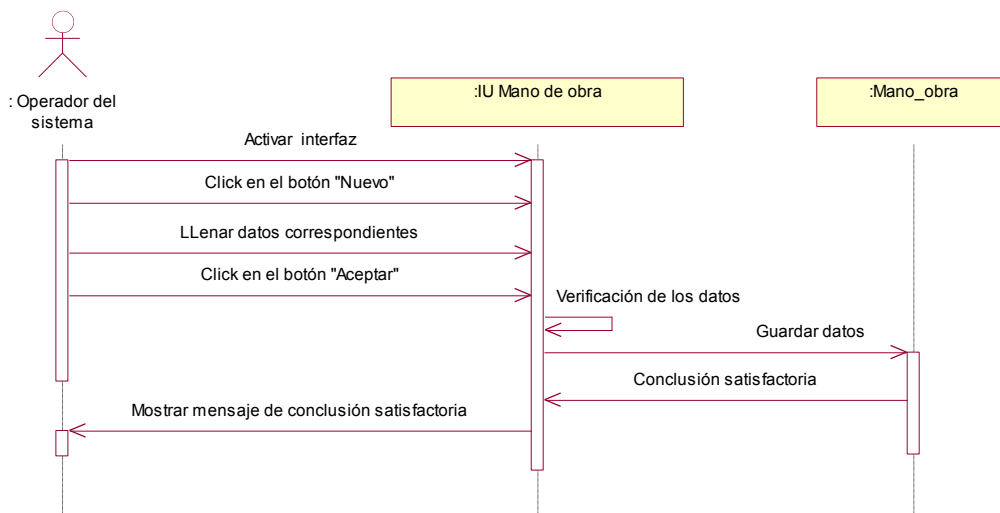 : Operador del
sistema
:IU Mano de obra
:Mano_obra
Activar interfaz
Click en el botón "Nuevo"
LLenar datos correspondientes
Click en el botón "Aceptar"
Verificación de los datos
Guardar datos
Conclusión satisfactoria
Mostrar mensaje de conclusión satisfactoria